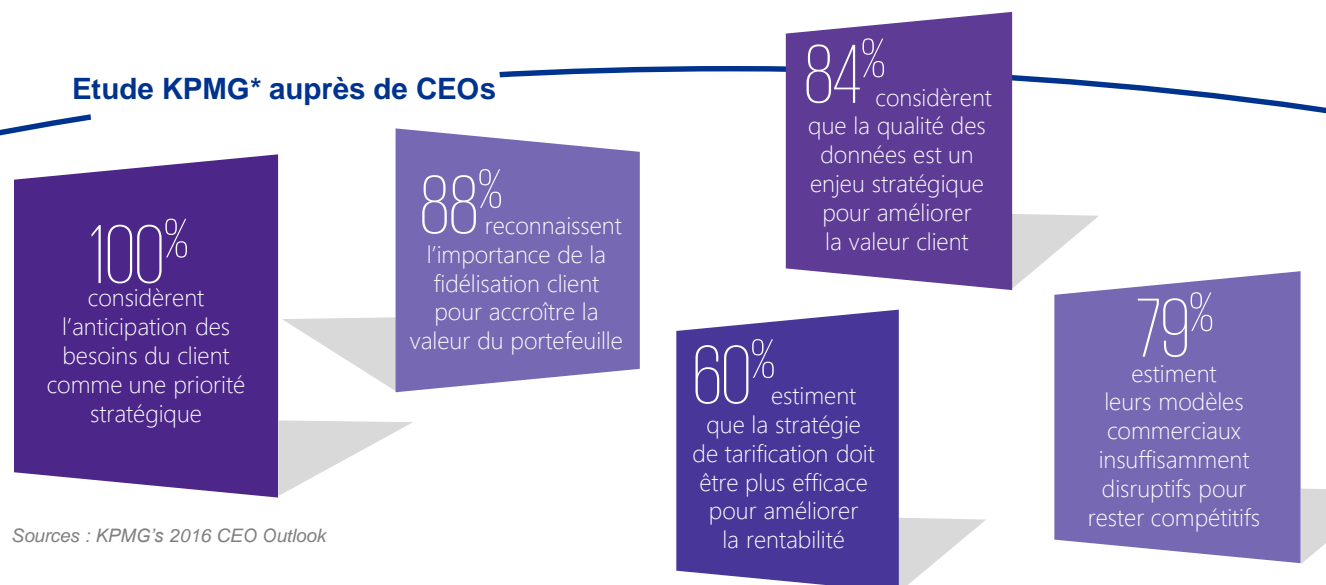 Etude KPMG* auprès de CEOs
100%
considèrent
l'anticipation des
besoins du client
comme une priorité
stratégique
88%
reconnaissent
l'importance de la
fidélisation client
pour accroître la
valeur du portefeuille
84%
considèrent
que la qualité des
données est un
enjeu stratégique
pour améliorer
la valeur client
60%
estiment
que la stratégie
de tarification doit
être plus efficace
pour améliorer
la rentabilité
79%
estiment
leurs modèles
commerciaux
insuffisamment
disruptifs pour
rester compétitifs
Sources : KPMG's 2016 CEO Outlook